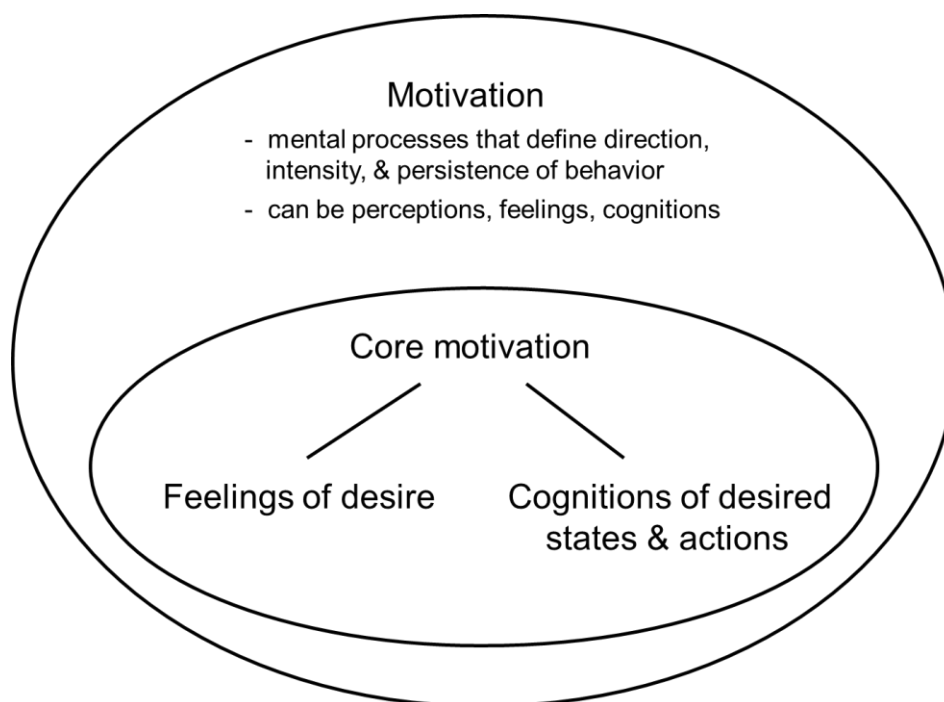 Motivation
- mental processes that define direction,
intensity, & persistence of behavior
- can be perceptions, feelings, cognitions
Core motivation
Feelings of desire
Cognitions of desired
states & actions